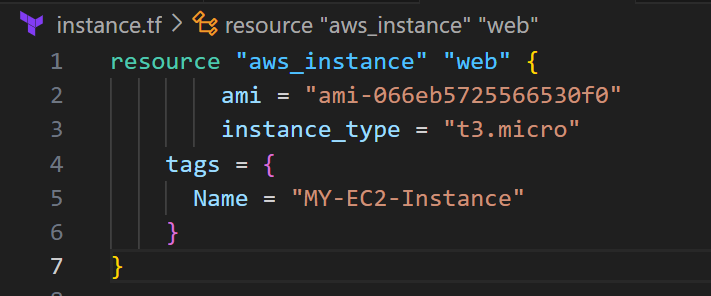 instance.tf > resource "aws_instance" "web"
1 resource "aws_instance" "web" {
2 ami = "ami-066eb5725566530f0"
3 instance_type = "t3.micro"
4 tags = {
5 Name = "MY-EC2-Instance"
6 }
7 }